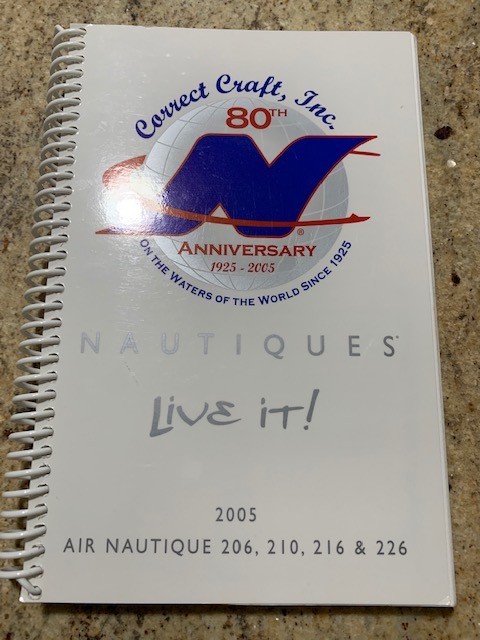 Correct Craft, Inc.
80TH
N®
ANNIVERSARY
1925 - 2005
ON THE WATERS OF THE WORLD SINCE 1925
NAUTIQUES
Live it!
2005
AIR NAUTIQUE 206, 210, 216 & 226